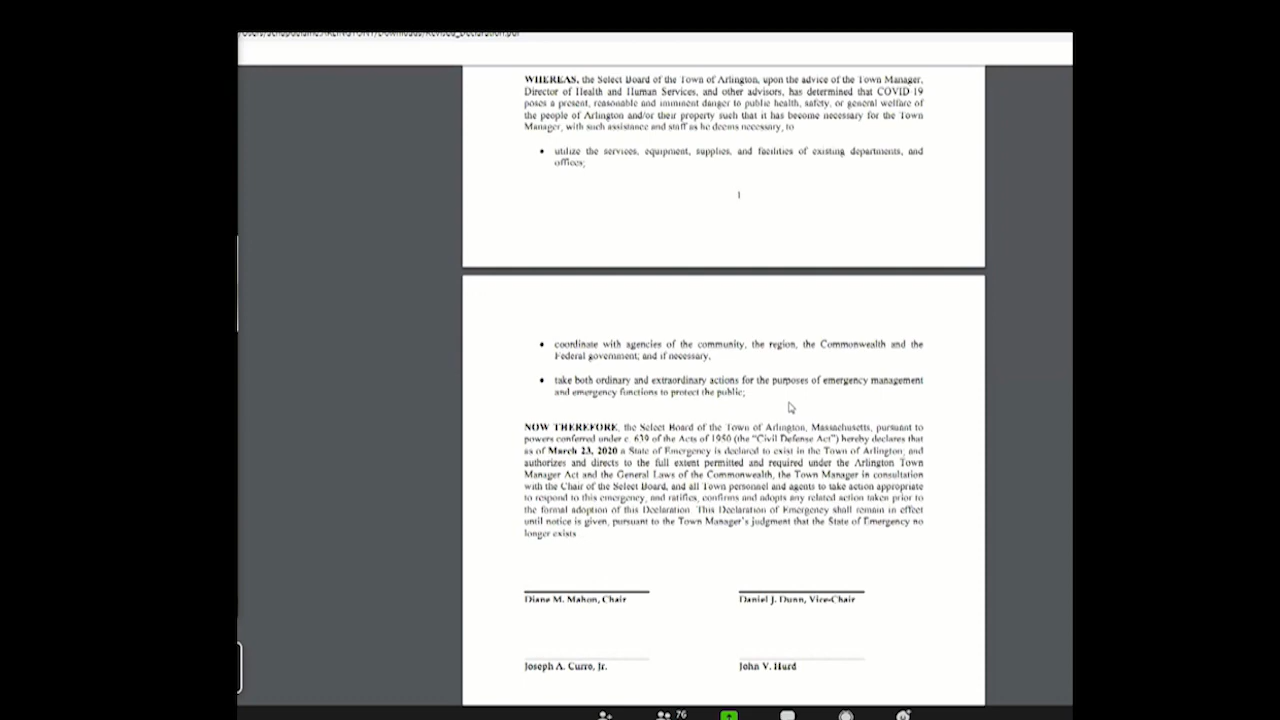 WHEREAS, the Select Board of the Town of Arlington, upon the advice of the Town Manager,
Director of Health and Human Services, and other advisors, has determined that COVID-19
poses a present, reasonable and imminent danger to public health, safety, or general welfare of
the people of Arlington and/or their property such that it has become necessary for the Town
Manager, with such assistance and staff as he deems necessary, to
• utilize the services, equipment, supplies, and facilities of existing departments, and
offices;
1
• coordinate with agencies of the community, the region, the Commonwealth and the
Federal government; and if necessary,
• take both ordinary and extraordinary actions for the purposes of emergency management
and emergency functions to protect the public;
NOW THEREFORE, the Select Board of the Town of Arlington, Massachusetts, pursuant to
powers conferred under c. 639 of the Acts of 1950 (the “Civil Defense Act”) hereby declares that
as of March 23, 2020 a State of Emergency is declared to exist in the Town of Arlington; and
authorizes and directs to the full extent permitted and required under the Arlington Town
Manager Act and the General Laws of the Commonwealth, the Town Manager in consultation
with the Chair of the Select Board, and all Town personnel and agents to take action appropriate
to respond to this emergency, and ratifies, confirms and adopts any related action taken prior to
the formal adoption of this Declaration. This Declaration of Emergency shall remain in effect
until notice is given, pursuant to the Town Manager's judgment that the State of Emergency no
longer exists
Diane M. Mahon, Chair Daniel J. Dunn, Vice-Chair
Joseph A. Curro, Jr. John V. Hurd
76